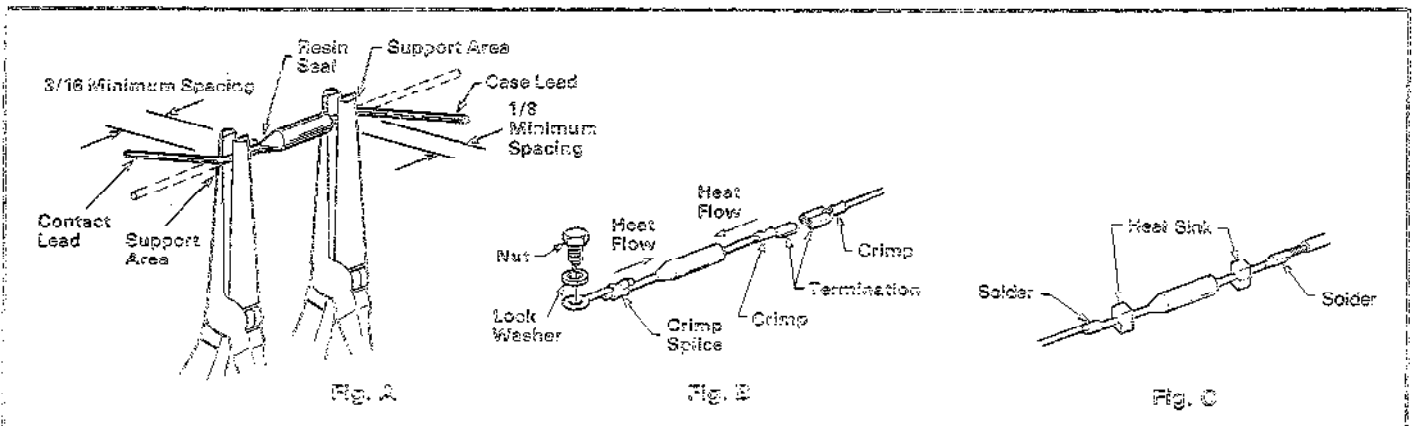 Resin
Seal
Support Area
3/16 Minimum Spacing
Case Lead
1/8
Minimum
Spacing
Contact
Lead
Support
Area
Fig. A
Heat
Flow
Heat
Flow
Nut
Lock
Washer
Crimp
Splice
Crimp
Termination
Crimp
Fig. B
Heat Sink
Solder
Solder
Fig. C